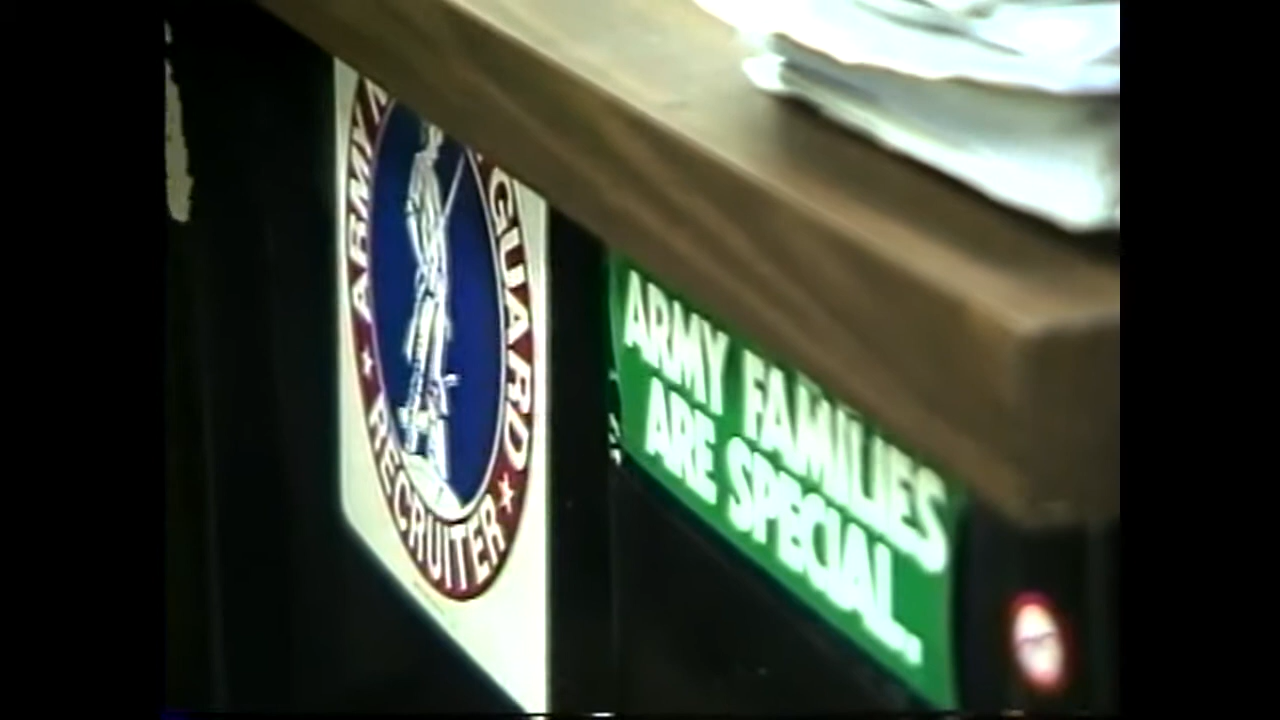 ARMY
GUARD
RECRUITER
ARMY FAMILIES
ARE SPECIAL.